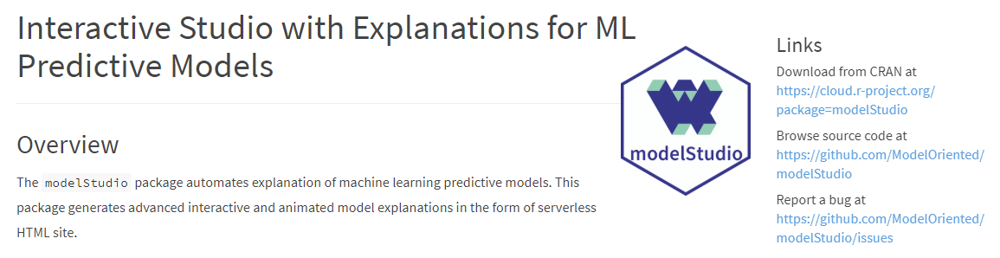 Interactive Studio with Explanations for ML
Predictive Models
Overview
The modelStudio package automates explanation of machine learning predictive models. This
package generates advanced interactive and animated model explanations in the form of serverless
HTML site.
modelStudio
Links
Download from CRAN at
https://cloud.r-project.org/
package=modelStudio
Browse source code at
https://github.com/ModelOriented/
modelStudio
Report a bug at
https://github.com/ModelOriented/
modelStudio/issues